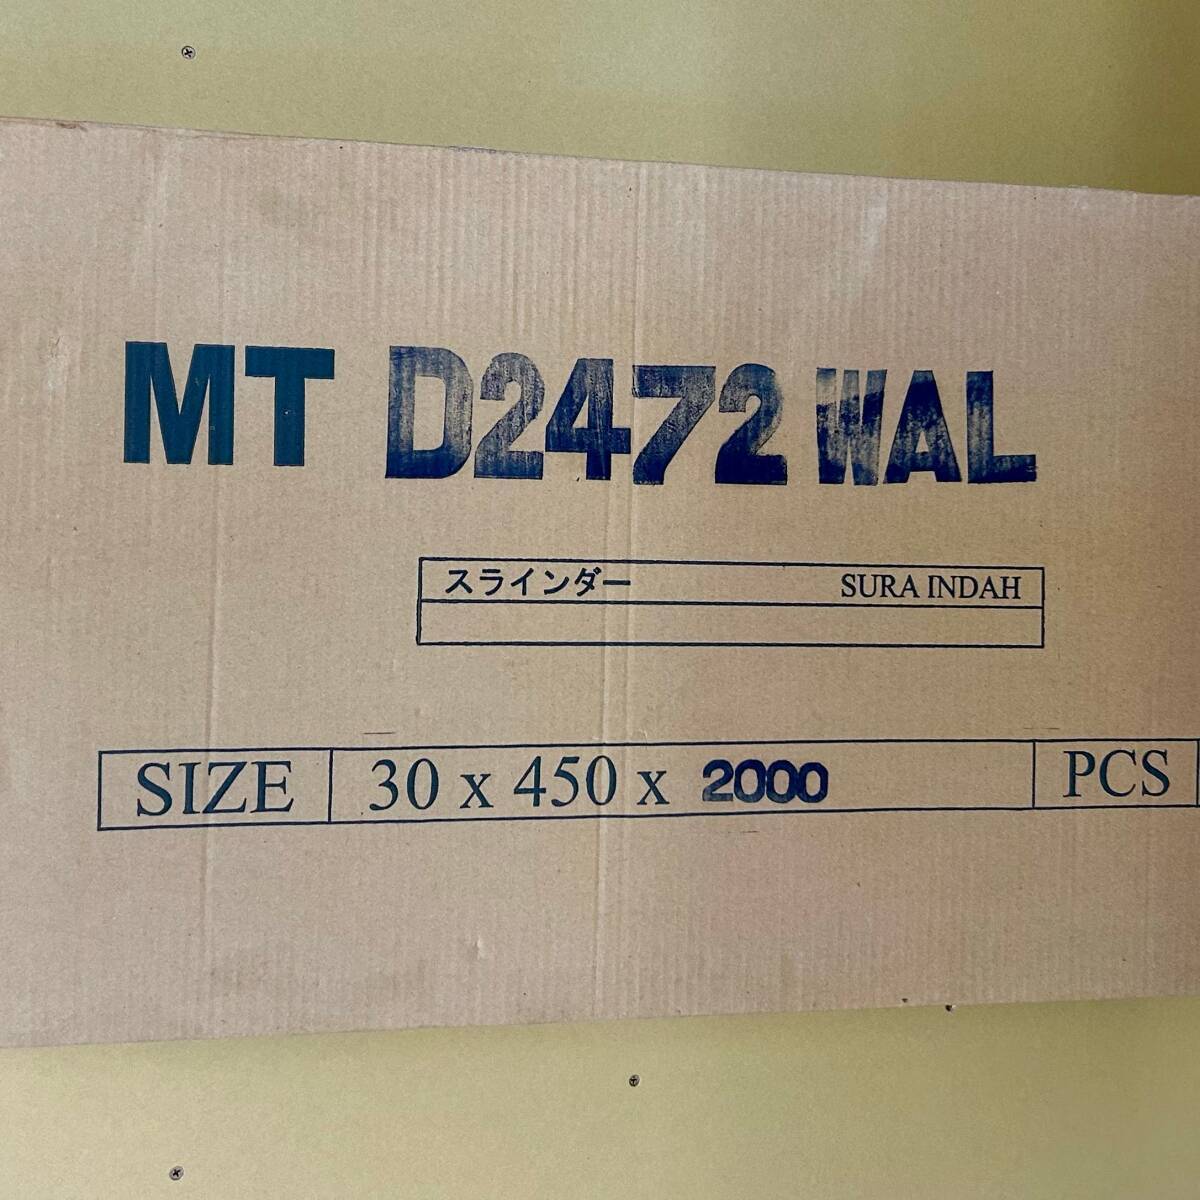 MT D2472 WAL
スラインダー SURA INDAH
SIZE 30 x 450 x 2000 PCS